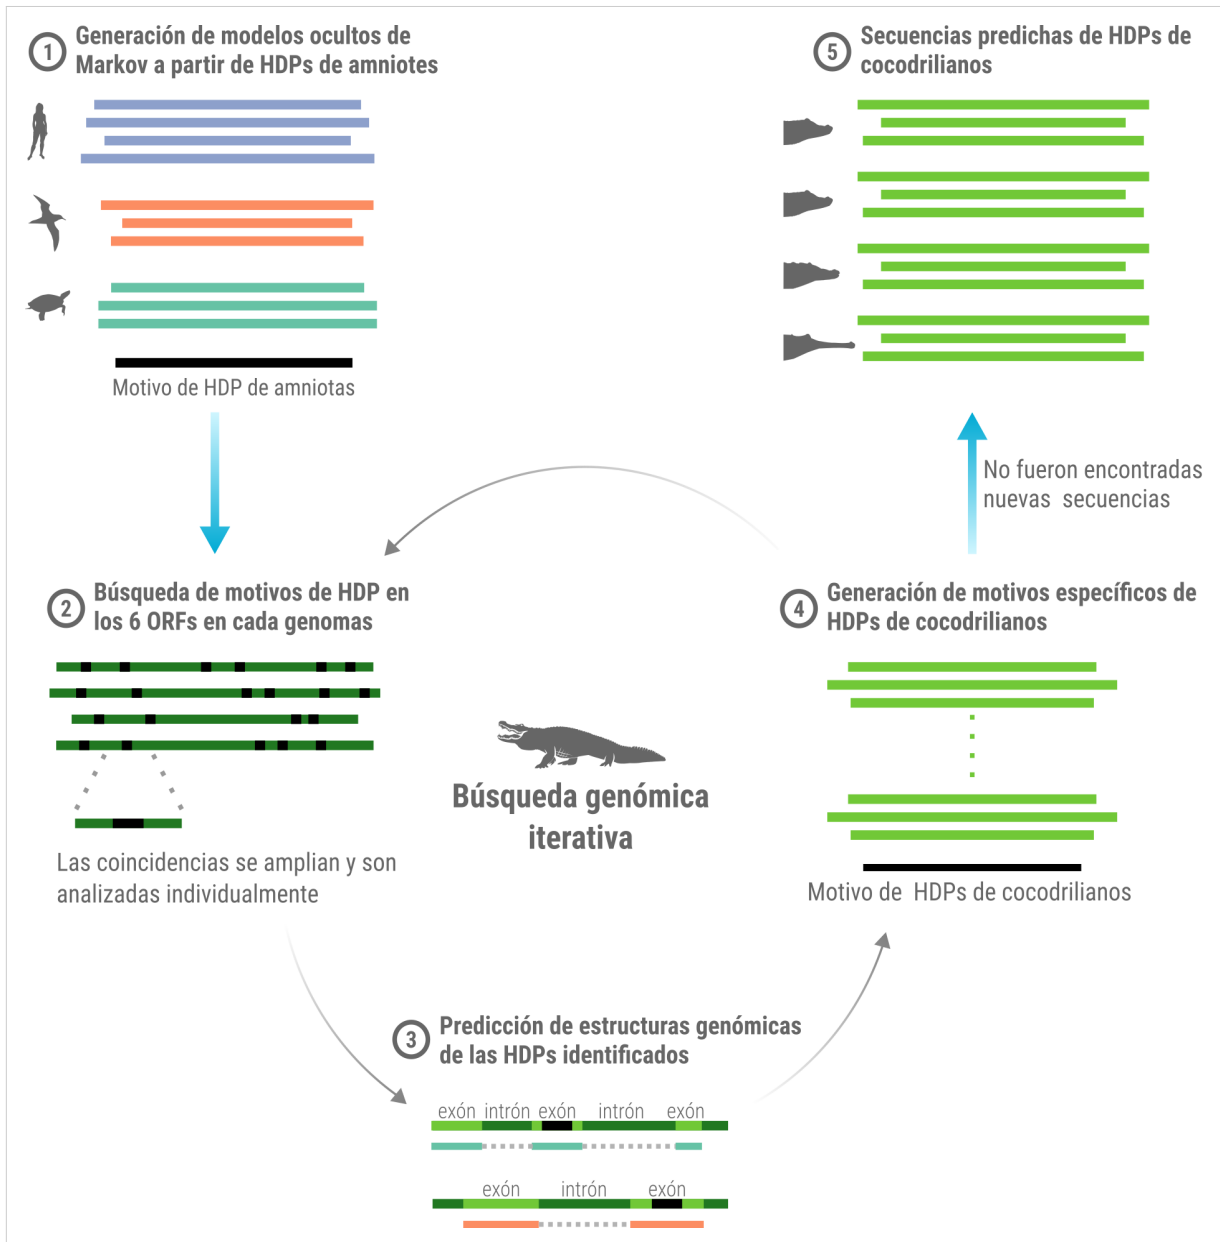 1
Generación de modelos ocultos de
Markov a partir de HDPs de amniotes
Motivo de HDP de amniotas
2
Búsqueda de motivos de HDP en
los 6 ORFs en cada genomas
Las coincidencias se amplian y son
analizadas individualmente
Búsqueda genómica
iterativa
3
Predicción de estructuras genómicas
de las HDPs identificados
exón intrón exón intrón exón
exón intrón exón
4
Generación de motivos específicos de
HDPs de cocodrilianos
Motivo de HDPs de cocodrilianos
No fueron encontradas
nuevas secuencias
5
Secuencias predichas de HDPs de
cocodrilianos